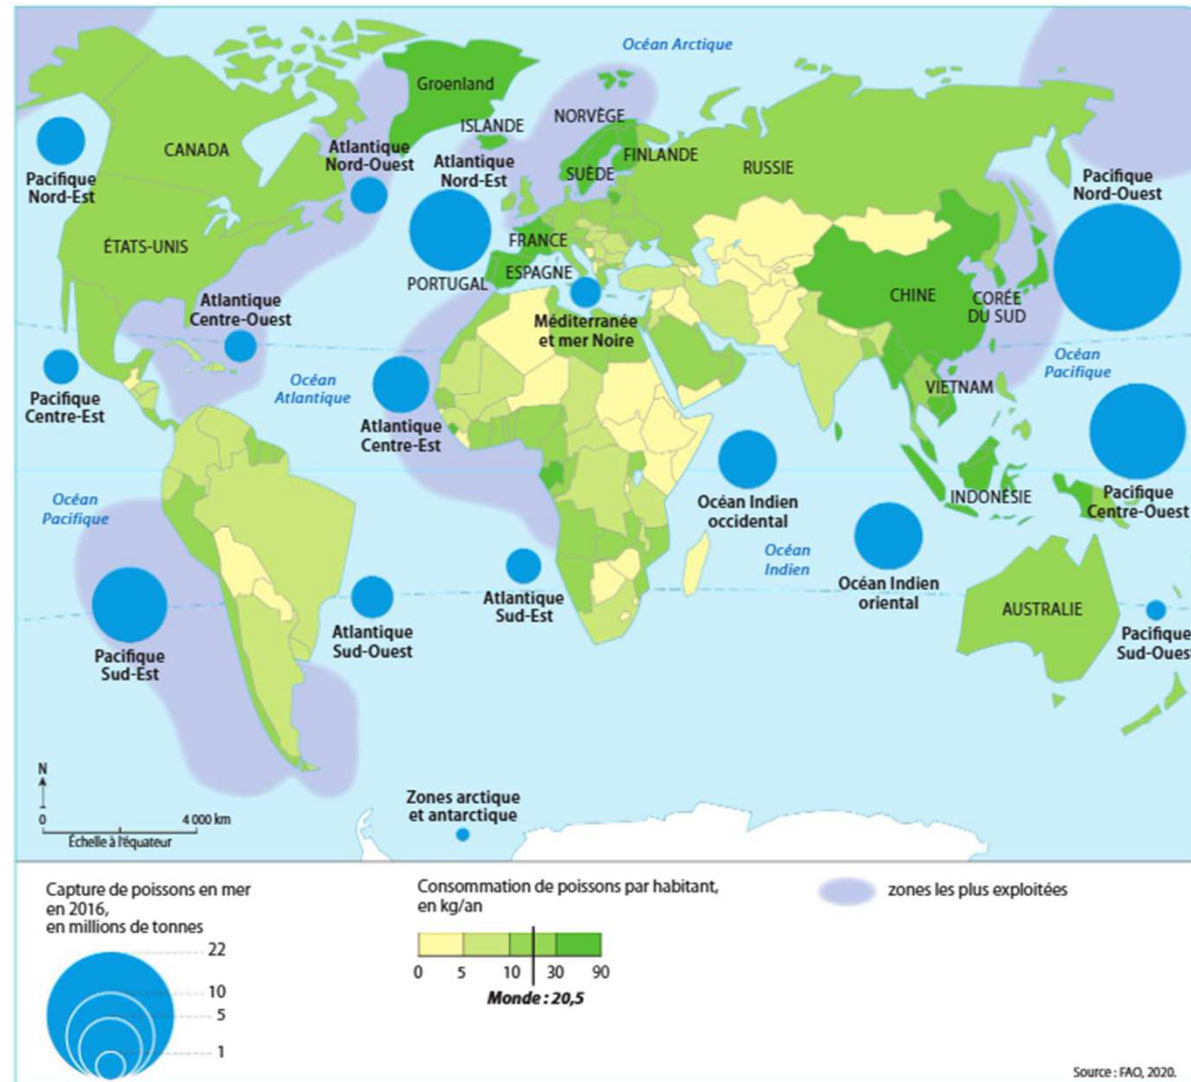 Océan Arctique
Groenland
ISLANDE
NORVÈGE
CANADA
Atlantique
Nord-Ouest
Atlantique
Nord-Est
FINLANDE
SUÈDE
RUSSIE
Pacifique
Nord-Est
Pacifique
Nord-Ouest
ÉTATS-UNIS
FRANCE
ESPAGNE
PORTUGAL
CHINE
CORÉE
DU SUD
Atlantique
Centre-Ouest
Méditerranée
et mer Noire
Océan
Pacifique
Océan
Atlantique
VIETNAM
Pacifique
Centre-Est
Atlantique
Centre-Est
Océan
Pacifique
Océan Indien
occidental
INDONÉSIE
Pacifique
Centre-Ouest
Océan
Indien
Océan Indien
oriental
Atlantique
Sud-Est
AUSTRALIE
Atlantique
Sud-Ouest
Pacifique
Sud-Ouest
Pacifique
Sud-Est
N
0 4 000 km
Échelle à l'équateur
Zones arctique
et antarctique
Capture de poissons en mer
en 2016,
en millions de tonnes
22
10
5
1
Consommation de poissons par habitant,
en kg/an
0 5 10 30 90
Monde : 20,5
zones les plus exploitées
Source : FAO, 2020.